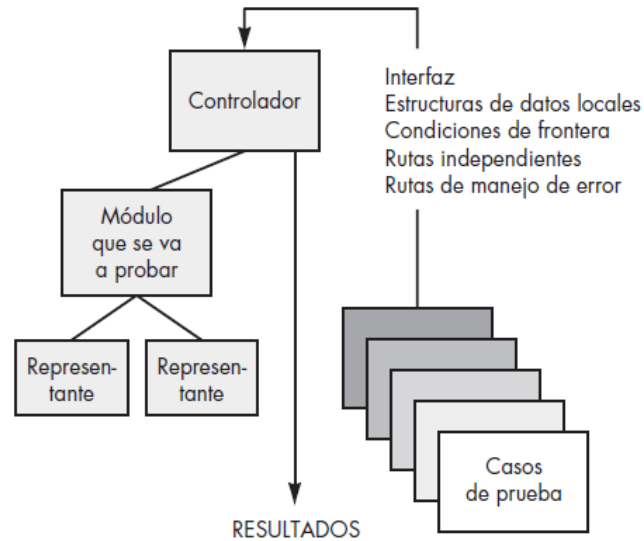 Controlador
Interfaz
Estructuras de datos locales
Condiciones de frontera
Rutas independientes
Rutas de manejo de error
Módulo
que se va
a probar
Represen-
tante
Represen-
tante
Casos
de prueba
RESULTADOS